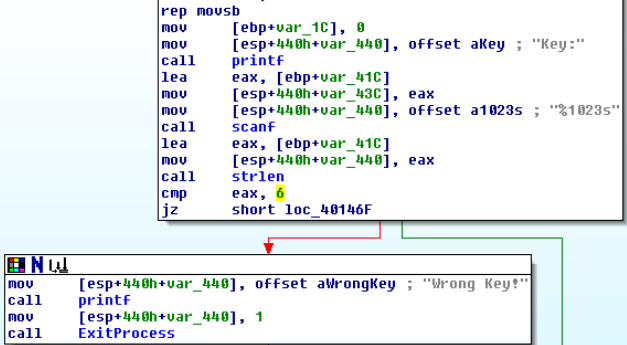 rep movsb
mov [ebp+var_1C], 0
mov [esp+440h+var_440], offset aKey ; "Key:"
call printf
lea eax, [ebp+var_41C]
mov [esp+440h+var_43C], eax
mov [esp+440h+var_440], offset a1023s ; "%1023s"
call scanf
lea eax, [ebp+var_41C]
mov [esp+440h+var_440], eax
call strlen
cmp eax, 6
jz short loc_40146F
mov [esp+440h+var_440], offset aWrongKey ; "Wrong Key!"
call printf
mov [esp+440h+var_440], 1
call ExitProcess